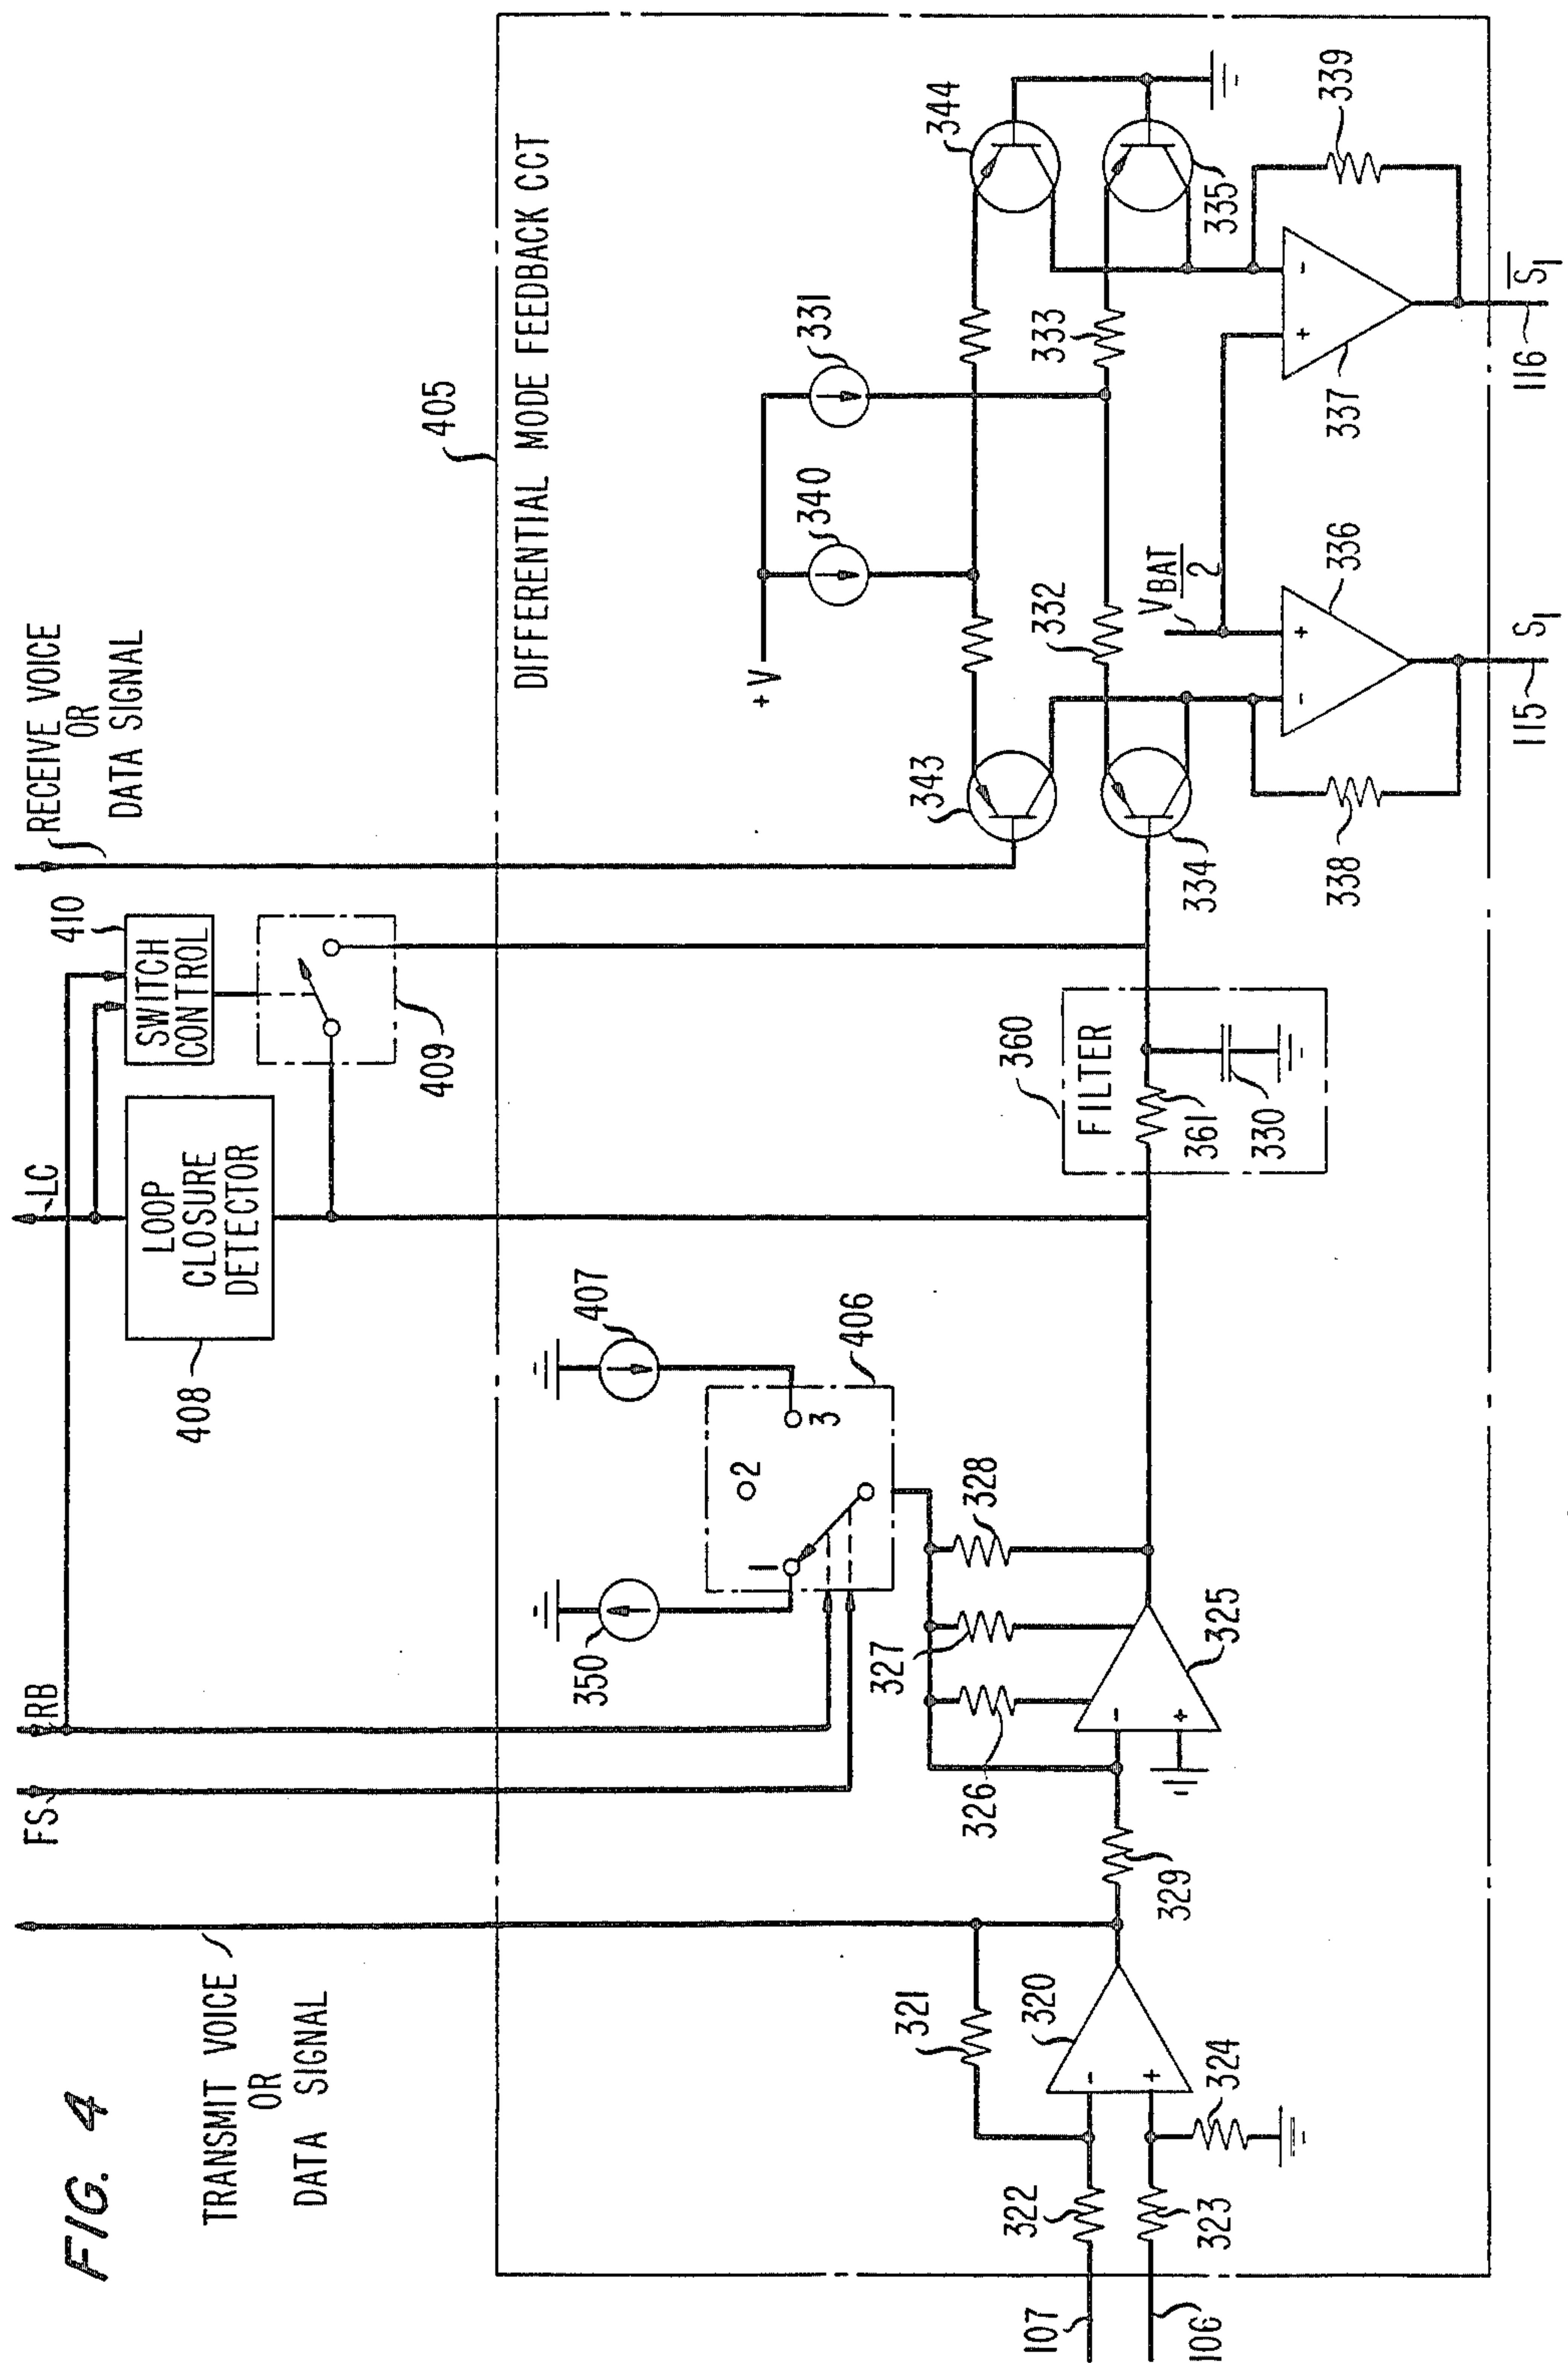 FIG. 4
TRANSMIT VOICE
OR
DATA SIGNAL
FS
RB
LC
RECEIVE VOICE
OR
DATA SIGNAL
408
LOOP
CLOSURE
DETECTOR
410
SWITCH
CONTROL
409
405
DIFFERENTIAL MODE FEEDBACK CCT
350
407
1
2
3
406
+V
340
331
107
106
322
323
321
320
-
+
324
329
326
327
328
-
+
325
360
FILTER
361
330
343
334
332
333
344
335
VBAT
2
338
-
+
336
+
-
337
339
115
S1
116
S̅1